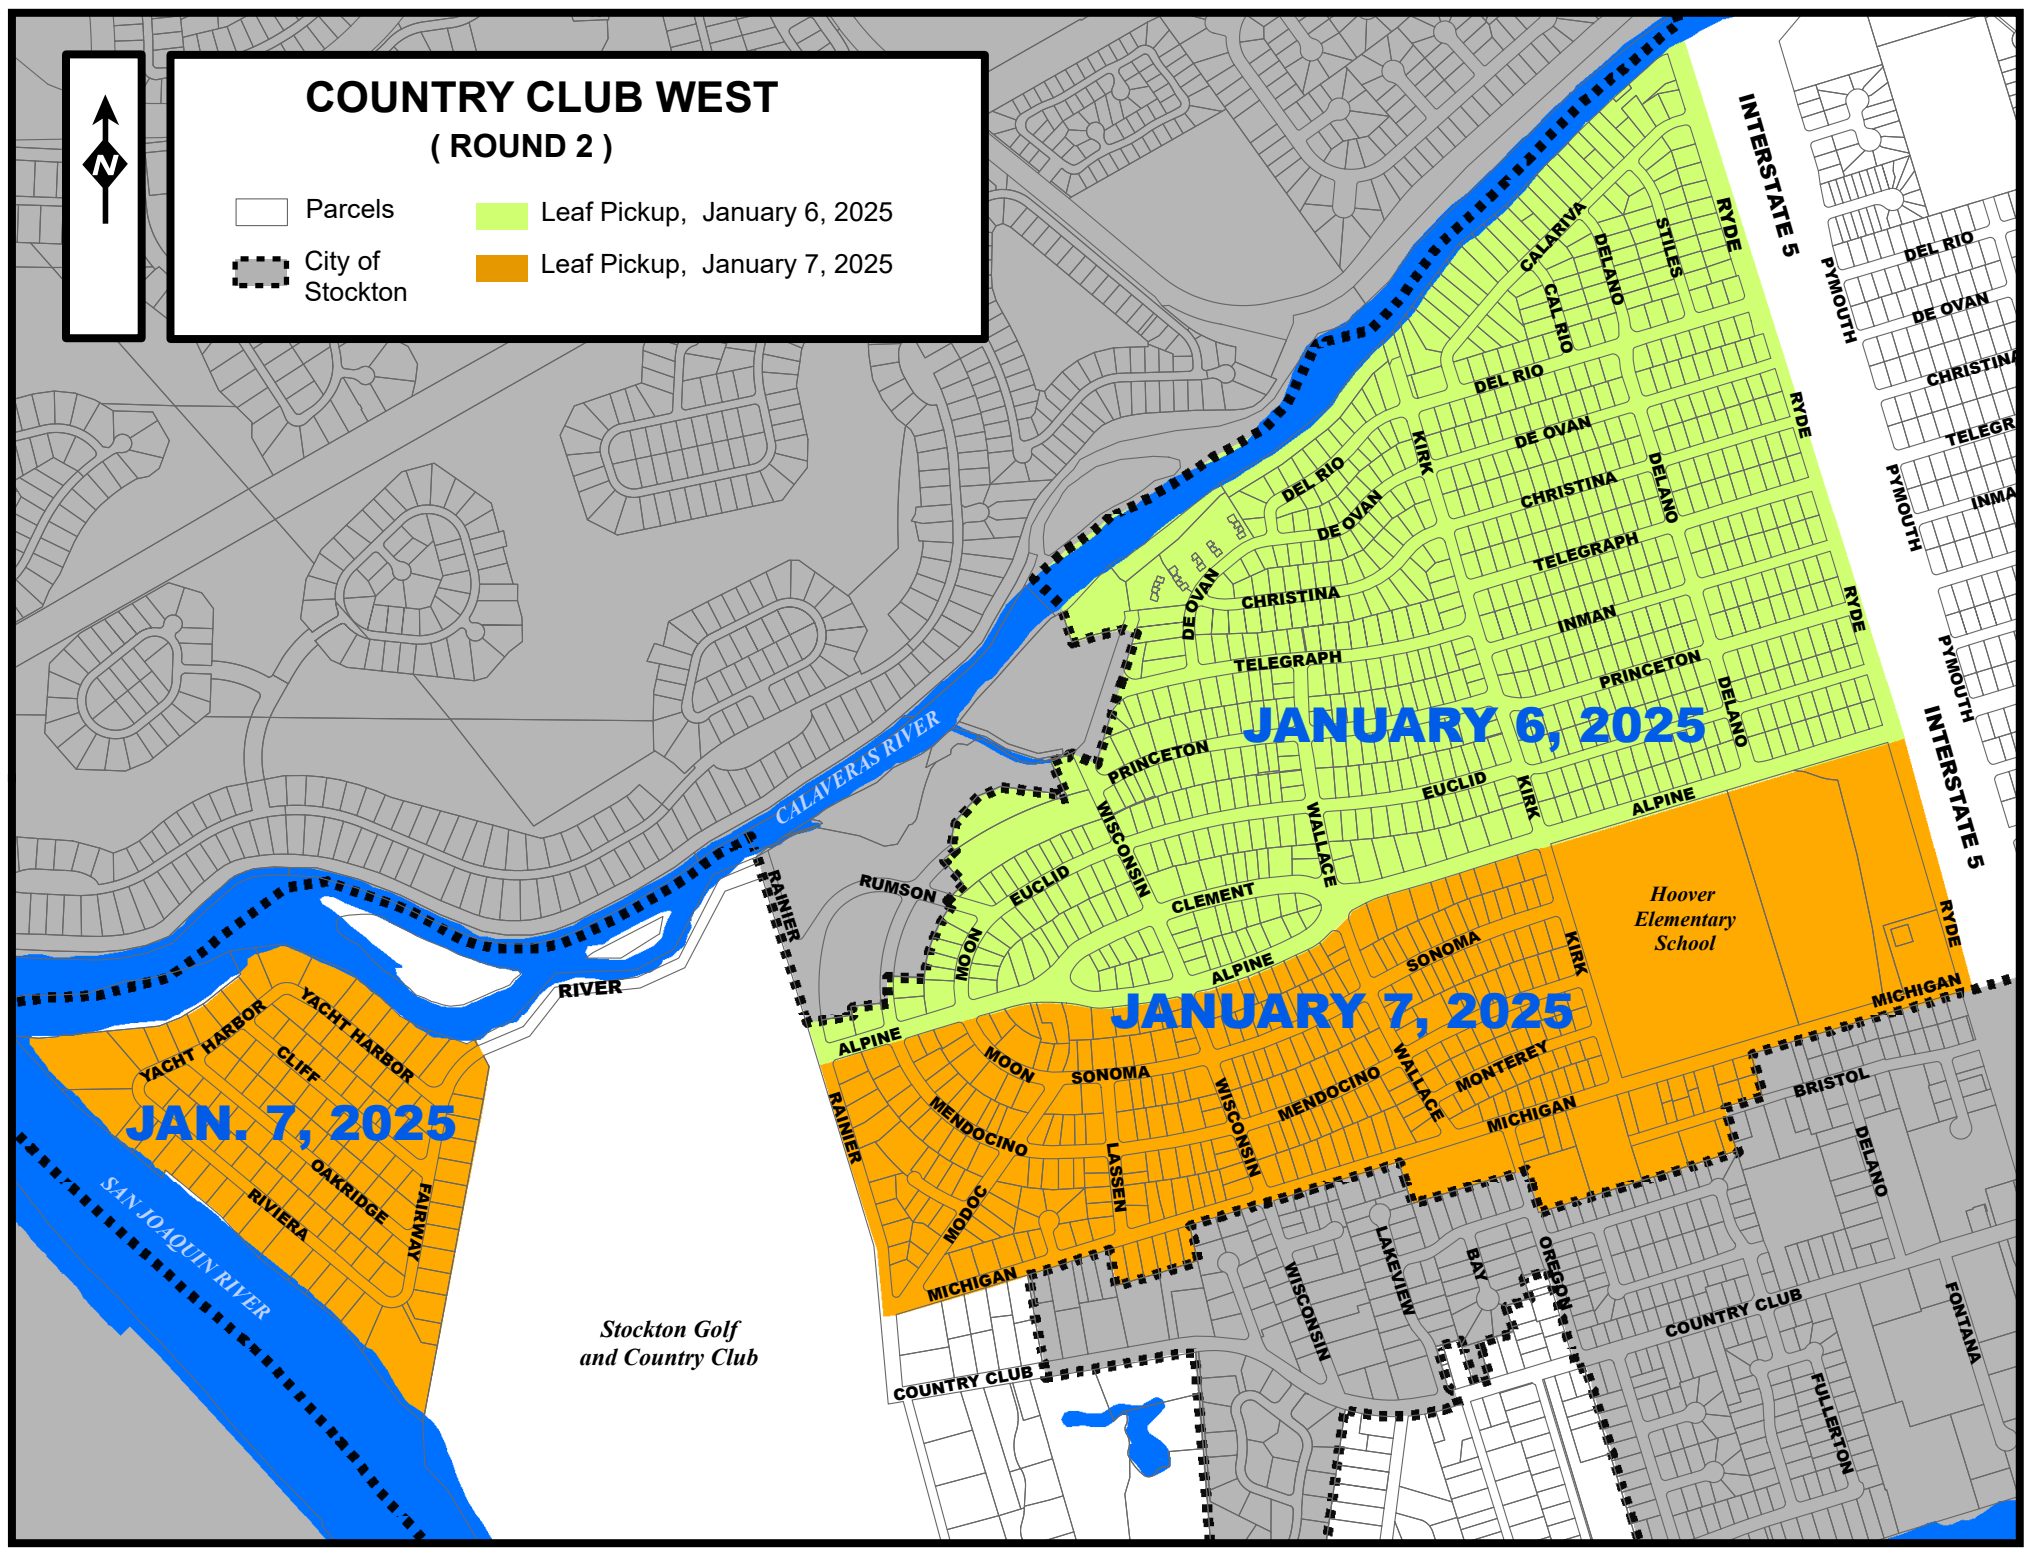 COUNTRY CLUB WEST
( ROUND 2 )
Parcels
City of
Stockton
Leaf Pickup,  January 6, 2025
Leaf Pickup,  January 7, 2025
N
INTERSTATE 5
RYDE
STILES
DELANO
CALARIVA
CAL RIO
DEL RIO
DE OVAN
CHRISTINA
TELEGR
INMA
PYMOUTH
PYMOUTH
PYMOUTH
DEL RIO
DE OVAN
KIRK
CHRISTINA
DELANO
RYDE
TELEGRAPH
INMAN
RYDE
PRINCETON
DELANO
DEL RIO
DE OVAN
DE OVAN
CHRISTINA
TELEGRAPH
JANUARY 6, 2025
PRINCETON
EUCLID
KIRK
ALPINE
WISCONSIN
WALLACE
INTERSTATE 5
CALAVERAS RIVER
RUMSON
RAINIER
EUCLID
CLEMENT
MOON
ALPINE
ALPINE
Hoover
Elementary
School
RYDE
KIRK
SONOMA
MICHIGAN
JANUARY 7, 2025
RIVER
YACHT HARBOR
YACHT HARBOR
CLIFF
JAN. 7, 2025
OAKRIDGE
RIVIERA
FAIRWAY
SAN JOAQUIN RIVER
MOON
SONOMA
RAINIER
MENDOCINO
LASSEN
MODOC
WISCONSIN
MENDOCINO
WALLACE
MONTEREY
MICHIGAN
MICHIGAN
BRISTOL
DELANO
Stockton Golf
and Country Club
COUNTRY CLUB
WISCONSIN
LAKEVIEW
BAY
OREGON
COUNTRY CLUB
FONTANA
FULLERTON